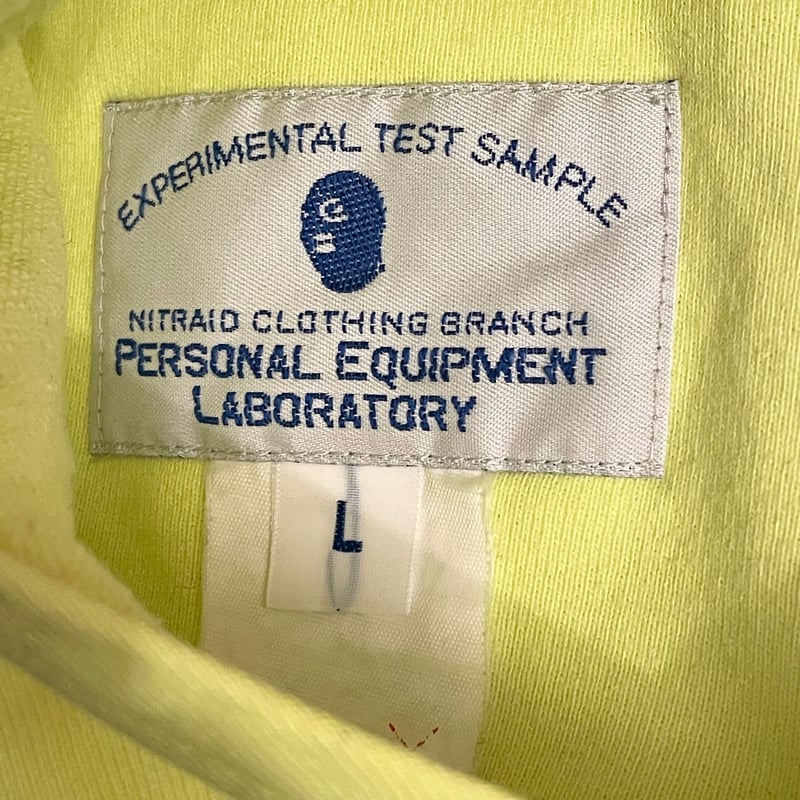 EXPERIMENTAL TEST SAMPLE
NITRAID CLOTHING BRANCH
PERSONAL EQUIPMENT
LABORATORY
L